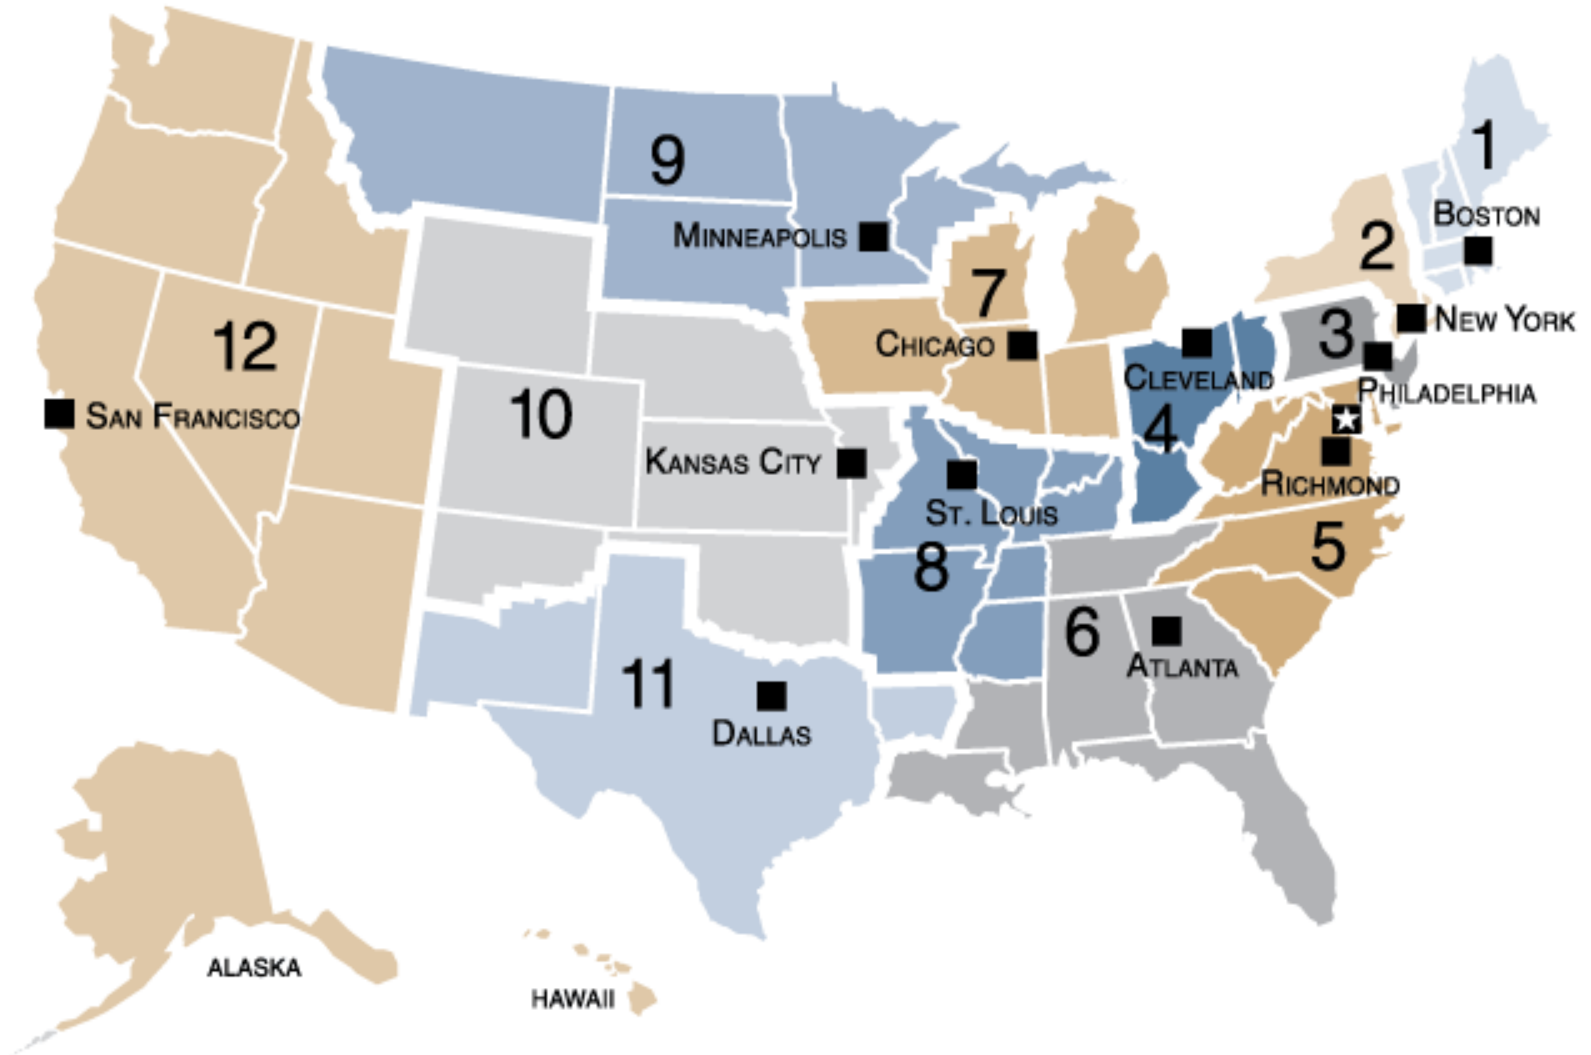 1
9
BOSTON
MINNEAPOLIS
2
7
12
3
NEW YORK
CHICAGO
CLEVELAND
PHILADELPHIA
SAN FRANCISCO
10
4
KANSAS CITY
RICHMOND
ST. LOUIS
5
8
6
ATLANTA
11
DALLAS
ALASKA
HAWAII